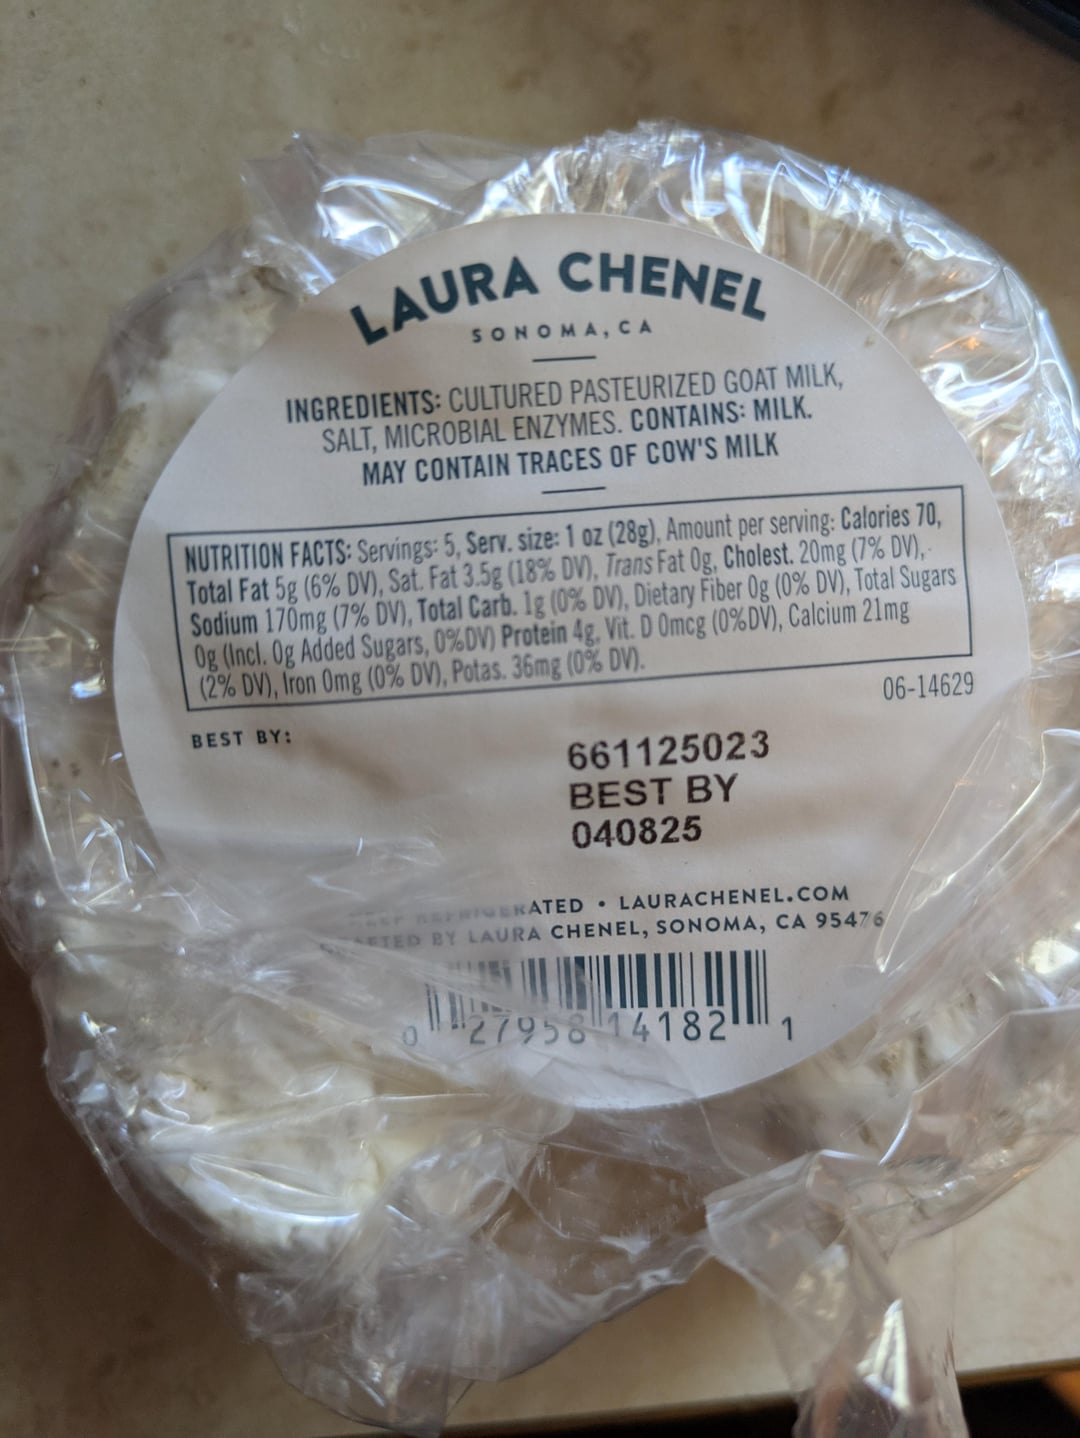 LAURA CHENEL
SONOMA, CA
INGREDIENTS: CULTURED PASTEURIZED GOAT MILK,
SALT, MICROBIAL ENZYMES. CONTAINS: MILK.
MAY CONTAIN TRACES OF COW'S MILK
NUTRITION FACTS: Servings: 5, Serv. size: 1 oz (28g), Amount per serving: Calories 70,
Total Fat 5g (6% DV), Sat. Fat 3.5g (18% DV), Trans Fat 0g, Cholest. 20mg (7% DV),
Sodium 170mg (7% DV), Total Carb. 1g (0% DV), Dietary Fiber 0g (0% DV), Total Sugars
0g (Incl. 0g Added Sugars, 0%DV) Protein 4g, Vit. D 0mcg (0%DV), Calcium 21mg
(2% DV), Iron 0mg (0% DV), Potas. 36mg (0% DV).
06-14629
BEST BY:
661125023
BEST BY
040825
KEEP REFRIGERATED • LAURACHENEL.COM
CRAFTED BY LAURA CHENEL, SONOMA, CA 95476
0 27958 14182 1